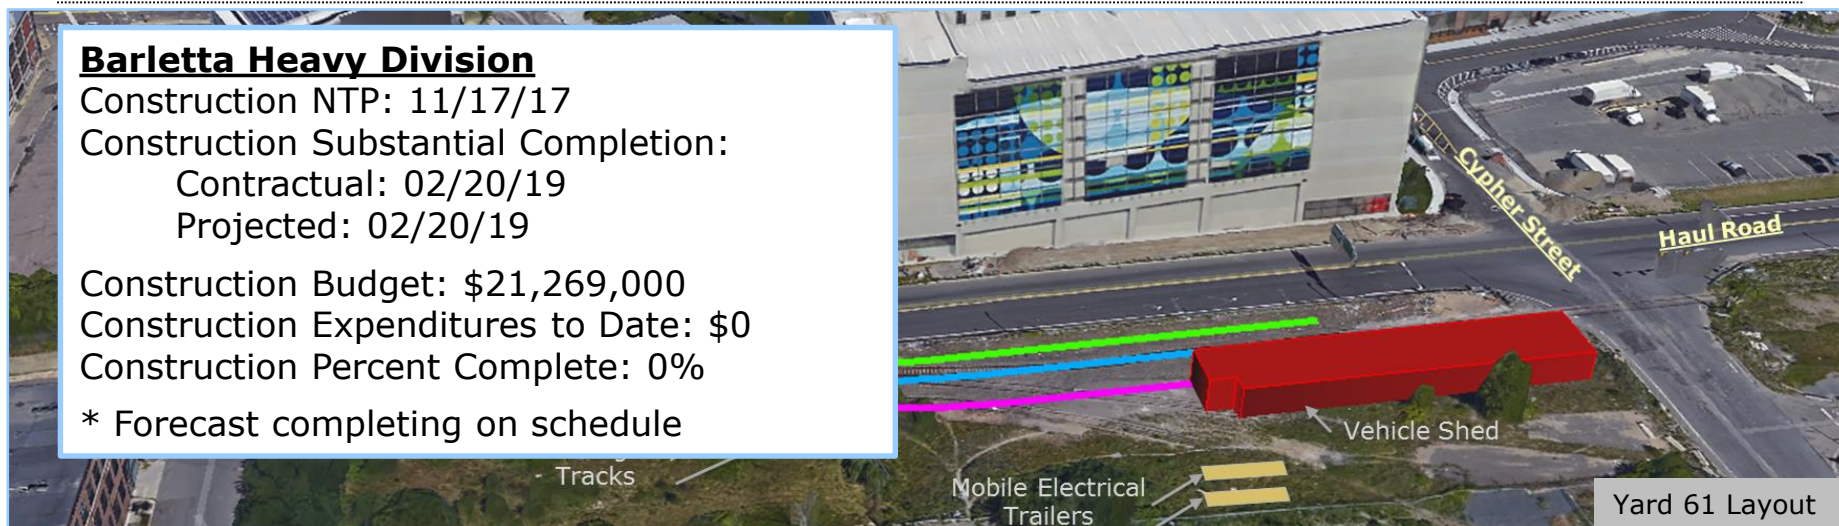 Barletta Heavy Division
Construction NTP: 11/17/17
Construction Substantial Completion:
Contractual: 02/20/19
Projected: 02/20/19
Construction Budget: $21,269,000
Construction Expenditures to Date: $0
Construction Percent Complete: 0%
* Forecast completing on schedule
Cypher Street
Haul Road
Vehicle Shed
Tracks
Mobile Electrical
Trailers
Yard 61 Layout